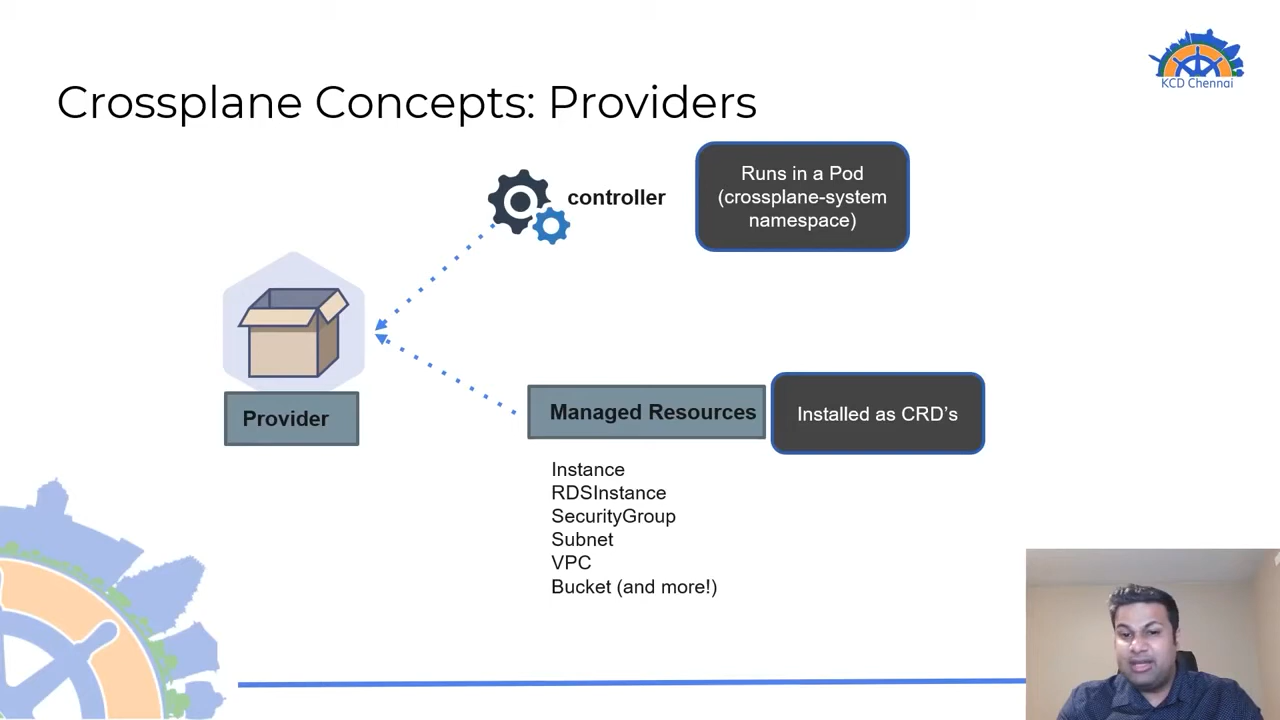 KCD Chennai
Crossplane Concepts: Providers
controller
Runs in a Pod
(crossplane-system
namespace)
Provider
Managed Resources
Installed as CRD's
Instance
RDSInstance
SecurityGroup
Subnet
VPC
Bucket (and more!)